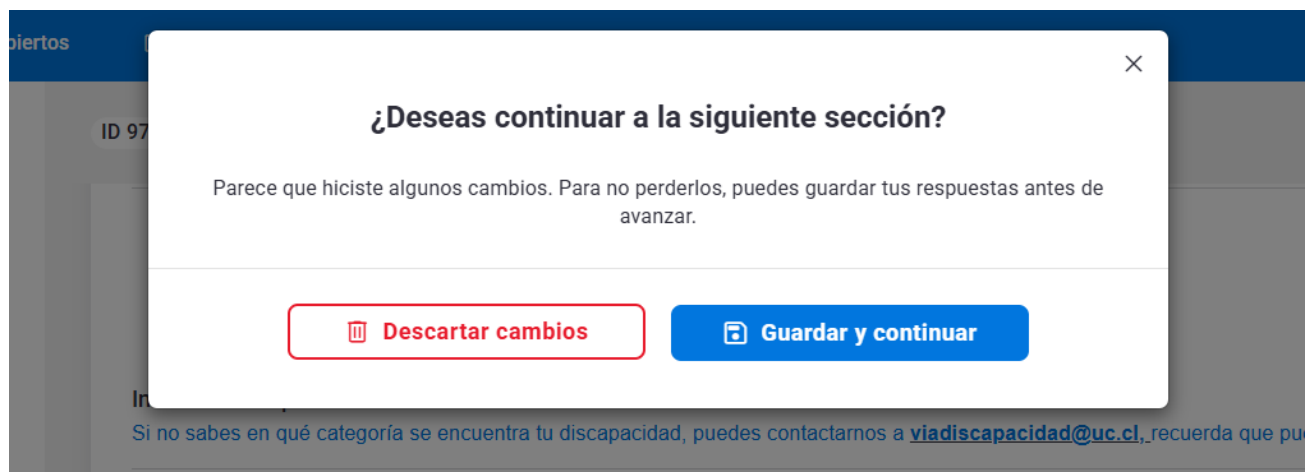 ¿Deseas continuar a la siguiente sección?
ID 97
Parece que hiciste algunos cambios. Para no perderlos, puedes guardar tus respuestas antes de
avanzar.
Descartar cambios
Guardar y continuar
Si no sabes en qué categoría se encuentra tu discapacidad, puedes contactarnos a viadiscapacidad@uc.cl, recuerda que